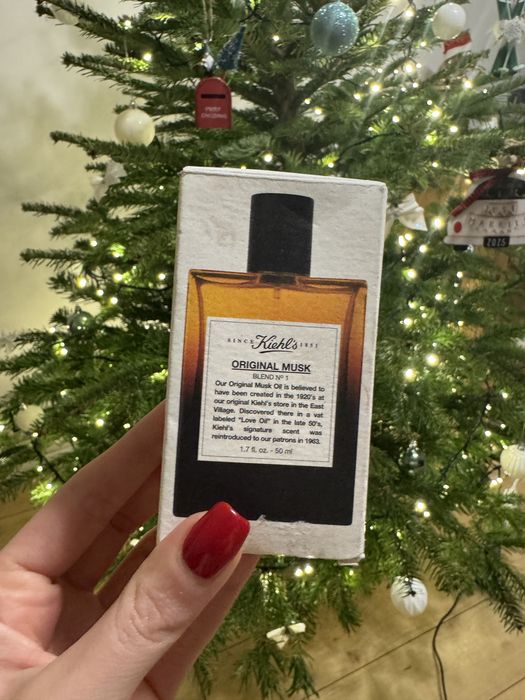 SINCE Kiehl's 1851
ORIGINAL MUSK
BLEND Nº 1
Our Original Musk Oil is believed to
have been created in the 1920's at
our original Kiehl's store in the East
Village. Discovered there in a vat
labeled "Love Oil" in the late 50's,
Kiehl's signature scent was
reintroduced to our patrons in 1963.
1.7 fl. oz. - 50 ml
2025